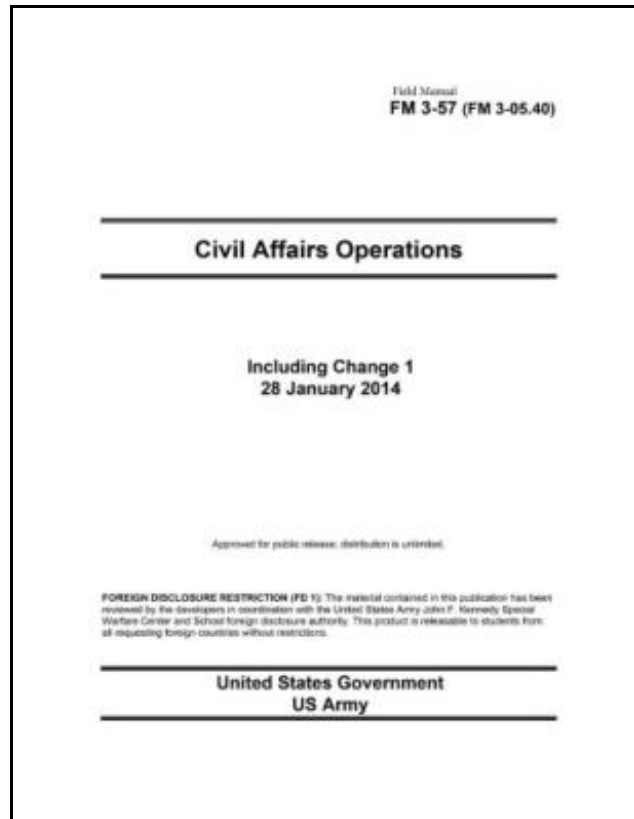 Field Manual
FM 3-57 (FM 3-05.40)
Civil Affairs Operations
Including Change 1
28 January 2014
Approved for public release; distribution is unlimited.
FOREIGN DISCLOSURE RESTRICTION (FD 1): The material contained in this publication has been
reviewed by the developers in coordination with the United States Army John F. Kennedy Special
Warfare Center and School foreign disclosure authority. This product is releasable to students from
all requesting foreign countries without restrictions.
United States Government
US Army